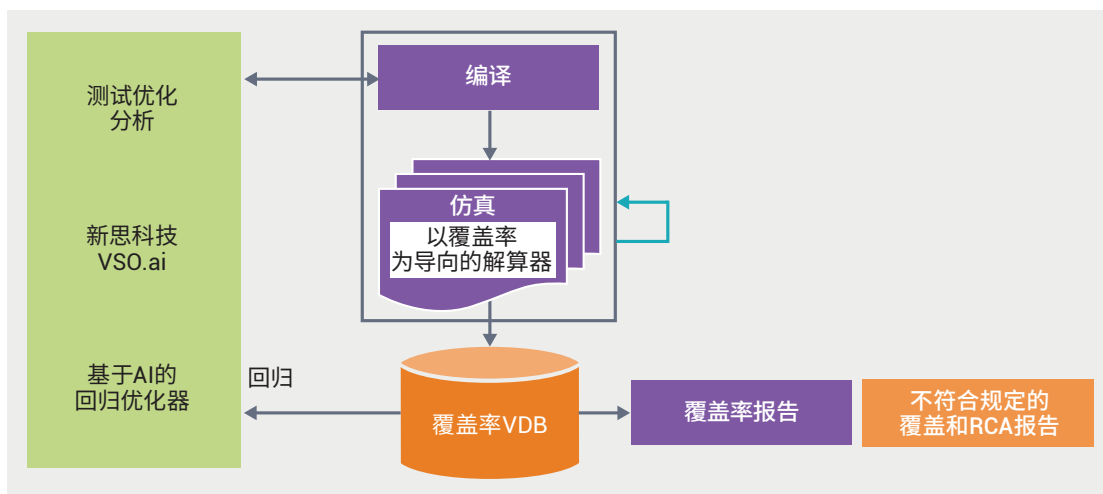 测试优化
分析
新思科技
VSO.ai
基于AI的
回归优化器
编译
仿真
以覆盖率
为导向的解算器
回归
覆盖率VDB
覆盖率报告
不符合规定的
覆盖和RCA报告